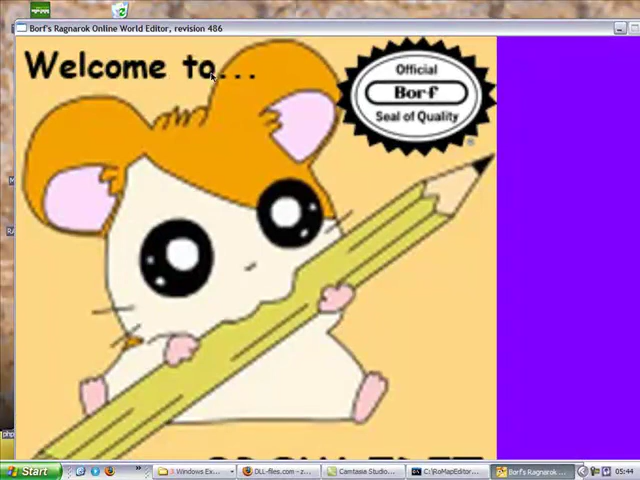 Borf's Ragnarok Online World Editor, revision 486
Welcome to...
Official
Borf
Seal of Quality
®
Start
3 Windows Ex...
DLL-files.com - z...
Camtasia Studio...
C:\RoMapEditor...
Borf's Ragnarok...
05:44